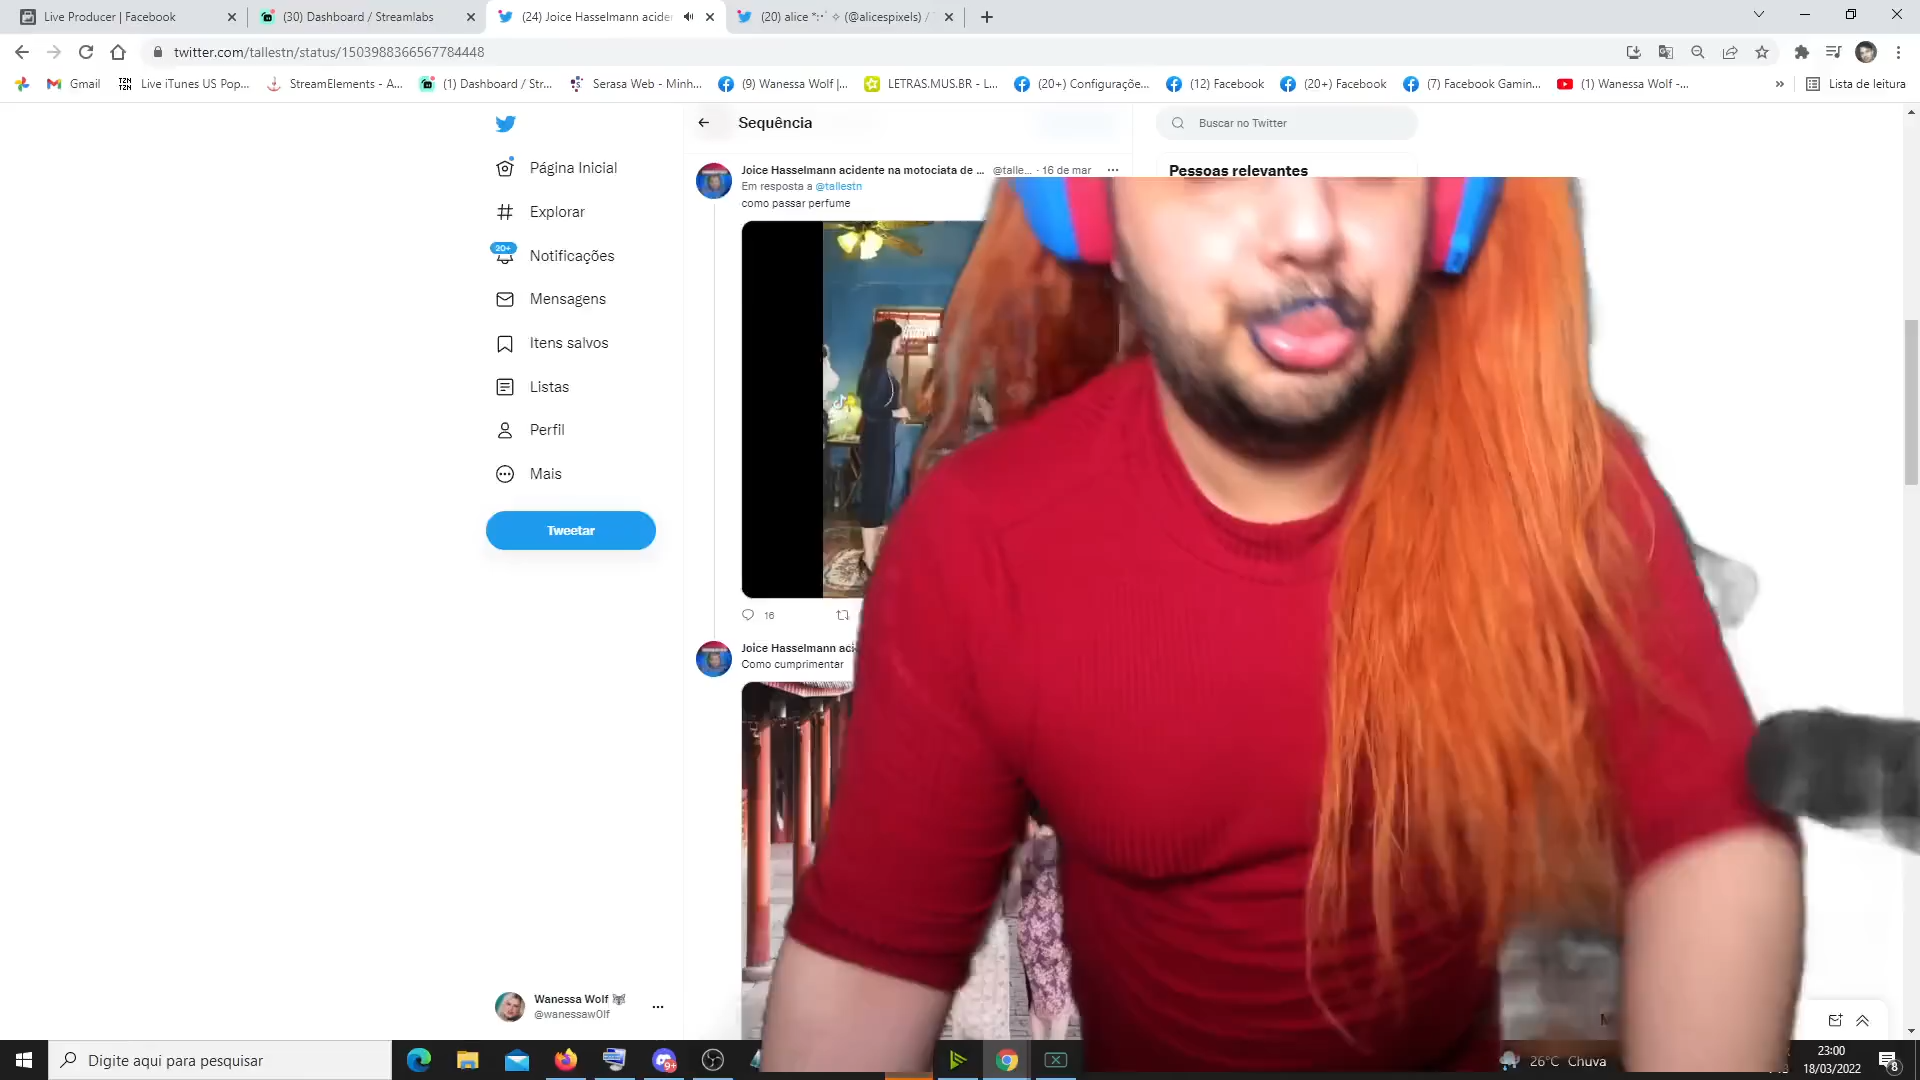 Live Producer | Facebook
(30) Dashboard / Streamlabs
(24) Joice Hasselmann aciden
(20) alice *:･ﾟ✧ (@alicespixels) / T
twitter.com/tallestn/status/1503988366567784448
Gmail
Live iTunes US Pop...
StreamElements - A...
(1) Dashboard / Str...
Serasa Web - Minh...
(9) Wanessa Wolf |...
LETRAS.MUS.BR - L...
(20+) Configuraçõe...
(12) Facebook
(20+) Facebook
(7) Facebook Gamin...
(1) Wanessa Wolf -...
»
Lista de leitura
Sequência
Buscar no Twitter
Página Inicial
Explorar
20+
Notificações
Mensagens
Itens salvos
Listas
Perfil
Mais
Tweetar
Joice Hasselmann acidente na motociata de ... @talle... · 16 de mar
Em resposta a @tallestn
como passar perfume
16
Joice Hasselmann aci
Como cumprimentar
Pessoas relevantes
Wanessa Wolf
@wanessaw0lf
Digite aqui para pesquisar
9+
26°C Chuva
23:00
18/03/2022
8